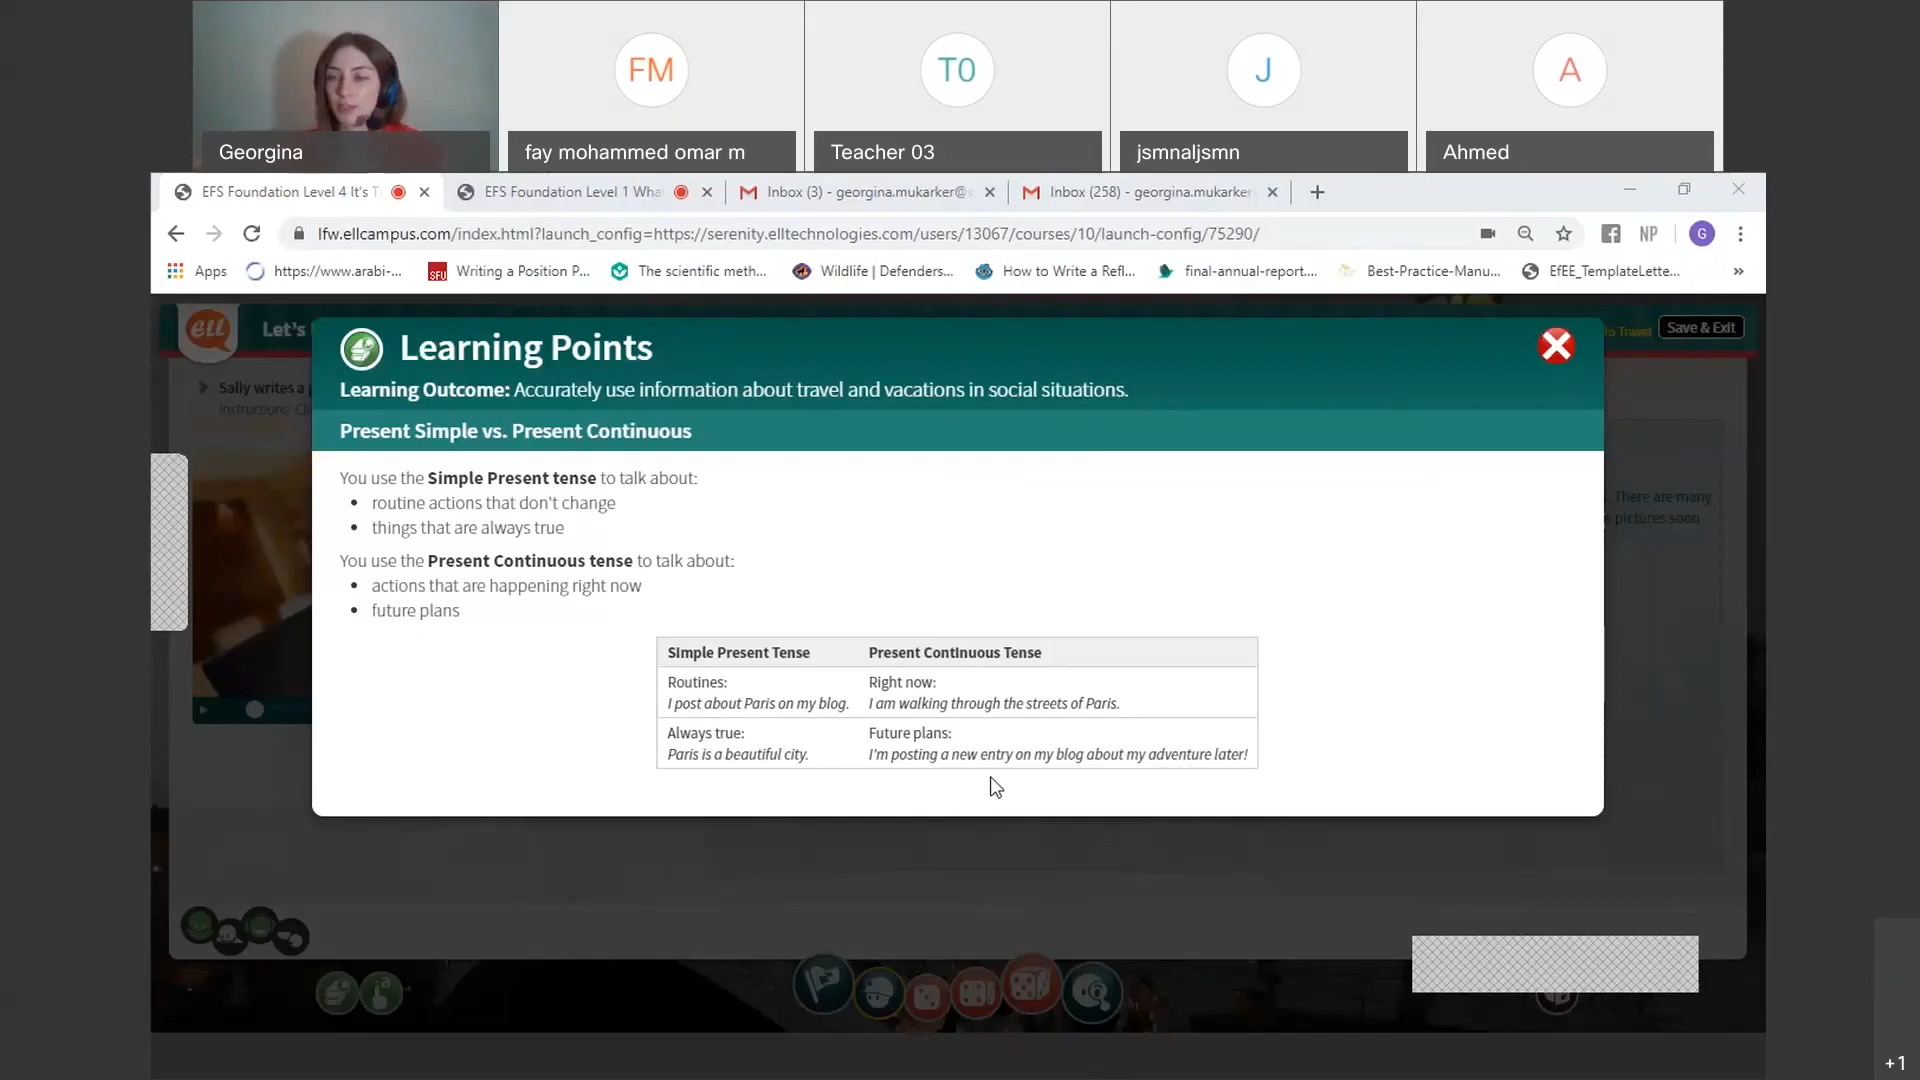 FM
T0
J
A
Georgina
fay mohammed omar m
Teacher 03
jsmnaljsmn
Ahmed
EFS Foundation Level 4 It's T
EFS Foundation Level 1 Wha
Inbox (3) - georgina.mukarker@s
Inbox (258) - georgina.mukarker
lfw.ellcampus.com/index.html?launch_config=https://serenity.elltechnologies.com/users/13067/courses/10/launch-config/75290/
NP
G
Apps
https://www.arabi-...
SFU
Writing a Position P...
The scientific meth...
Wildlife | Defenders...
How to Write a Refl...
final-annual-report....
Best-Practice-Manu...
EfEE_TemplateLette...
»
ell
Let's
to Travel
Save & Exit
Learning Points
Learning Outcome: Accurately use information about travel and vacations in social situations.
Sally writes a
Instructions: Cli
Present Simple vs. Present Continuous
You use the Simple Present tense to talk about:
• routine actions that don't change
• things that are always true
. There are many
pictures soon
You use the Present Continuous tense to talk about:
• actions that are happening right now
• future plans
Simple Present Tense Present Continuous Tense
Routines: Right now:
I post about Paris on my blog. I am walking through the streets of Paris.
Always true: Future plans:
Paris is a beautiful city. I'm posting a new entry on my blog about my adventure later!
+1